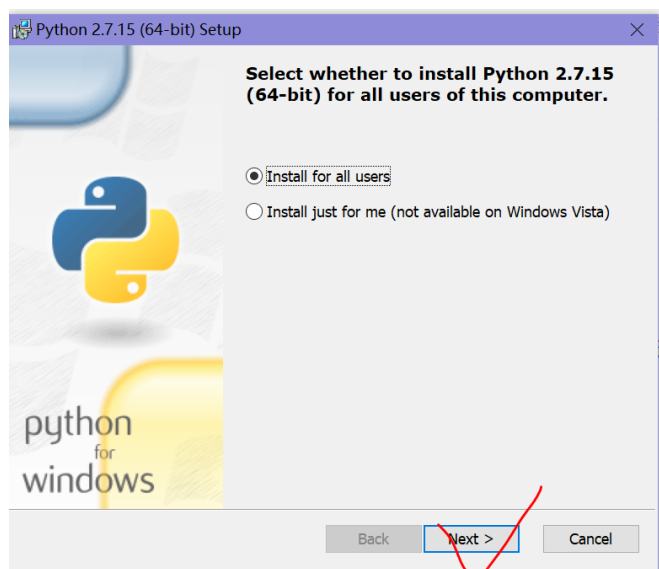 Python 2.7.15 (64-bit) Setup
Select whether to install Python 2.7.15
(64-bit) for all users of this computer.
Install for all users
Install just for me (not available on Windows Vista)
python
for
windows
Back
Next >
Cancel